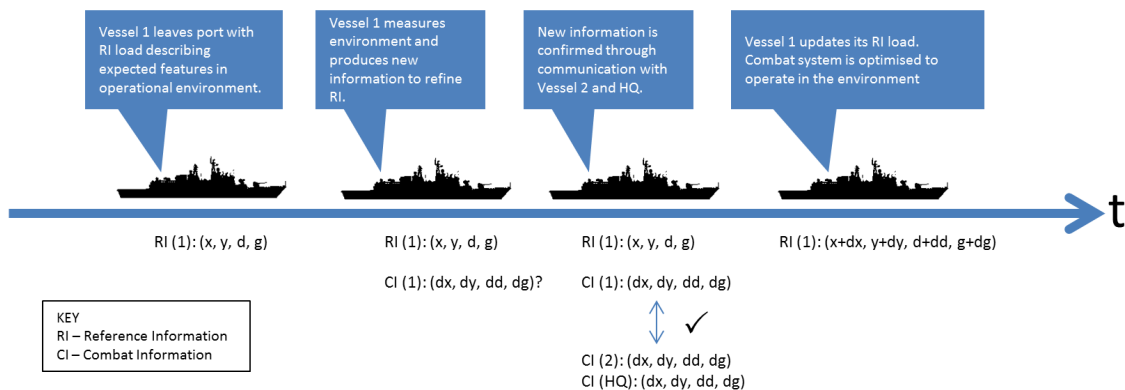 Vessel 1 leaves port with
RI load describing
expected features in
operational environment.
Vessel 1 measures
environment and
produces new
information to refine
RI.
New information is
confirmed through
communication with
Vessel 2 and HQ.
Vessel 1 updates its RI load.
Combat system is optimised to
operate in the environment
t
RI (1): (x, y, d, g)
RI (1): (x, y, d, g)
RI (1): (x, y, d, g)
RI (1): (x+dx, y+dy, d+dd, g+dg)
CI (1): (dx, dy, dd, dg)?
CI (1): (dx, dy, dd, dg)
✓
CI (2): (dx, dy, dd, dg)
CI (HQ): (dx, dy, dd, dg)
KEY
RI – Reference Information
CI – Combat Information